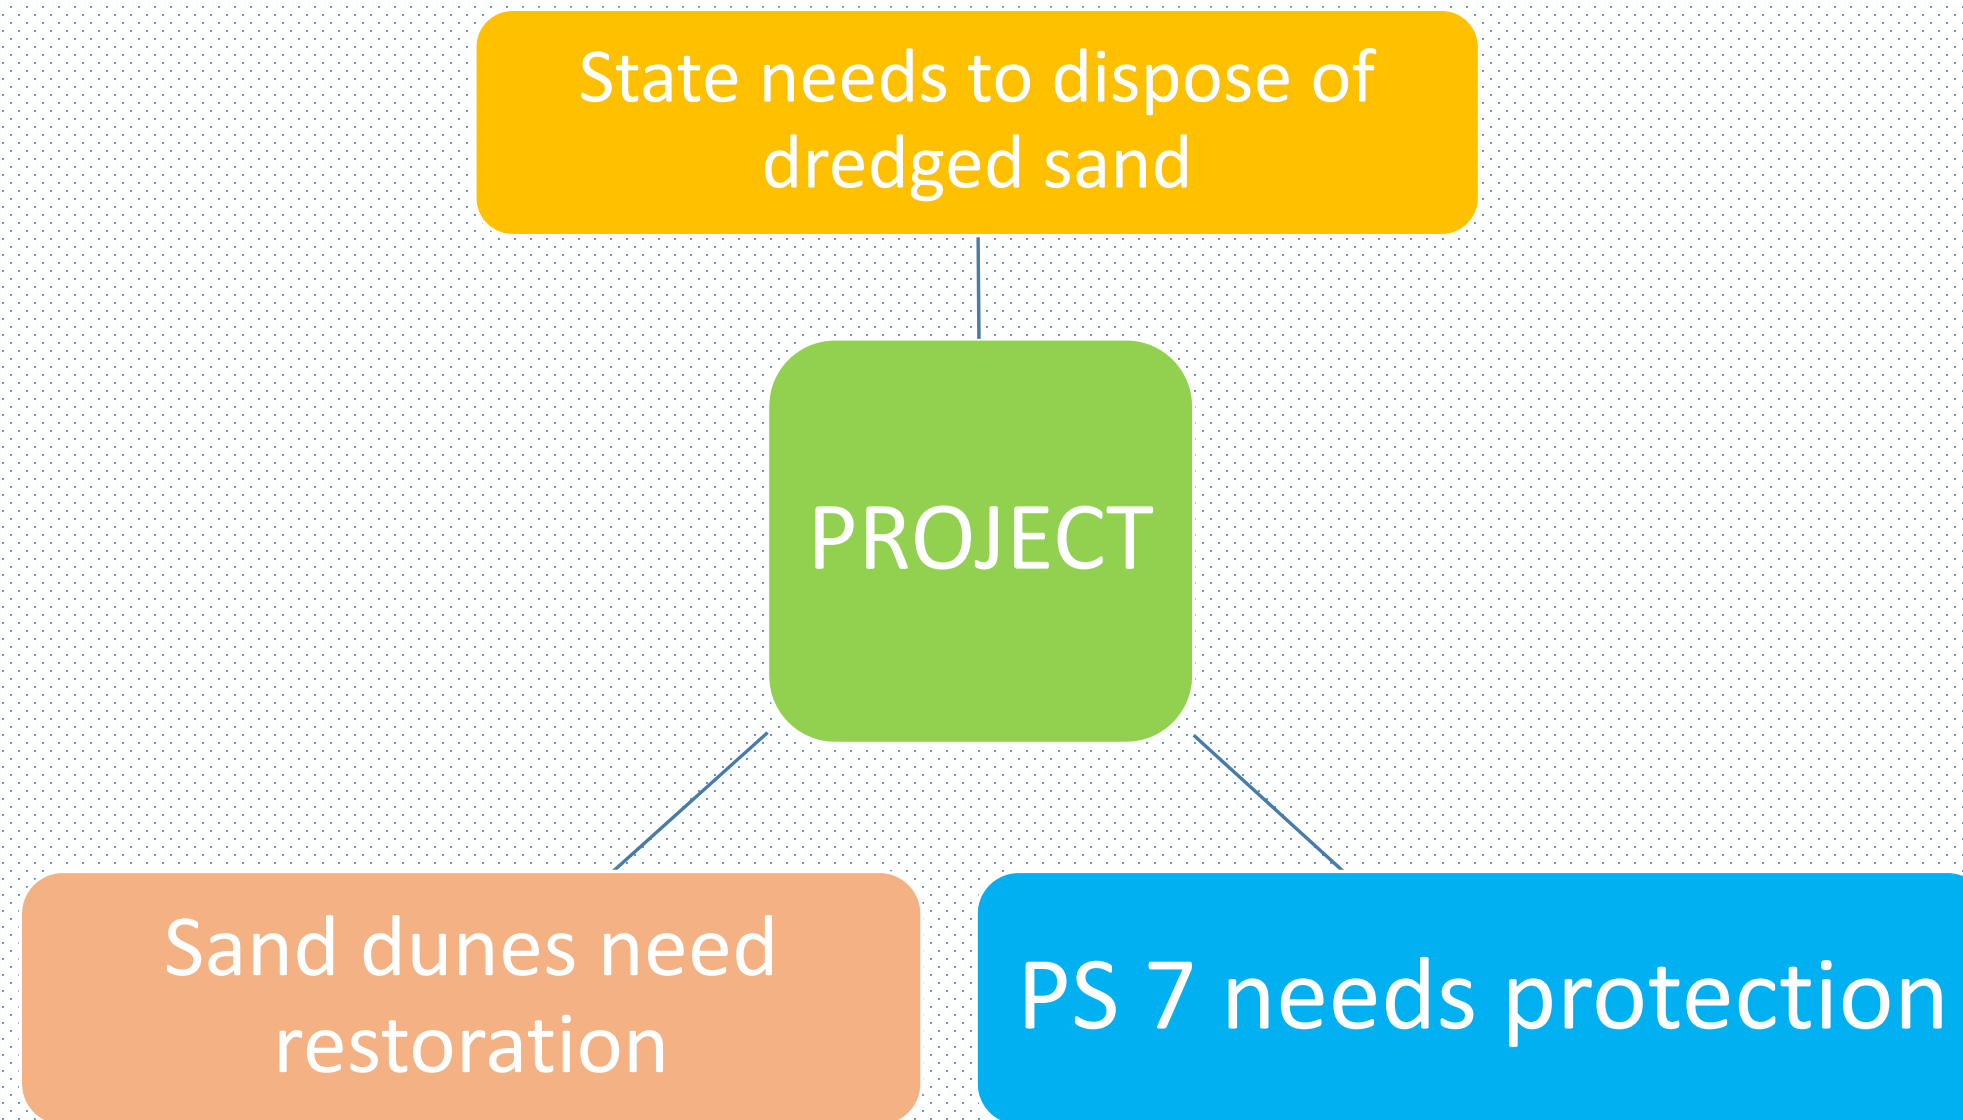 State needs to dispose of
dredged sand
PROJECT
Sand dunes need
restoration
PS 7 needs protection